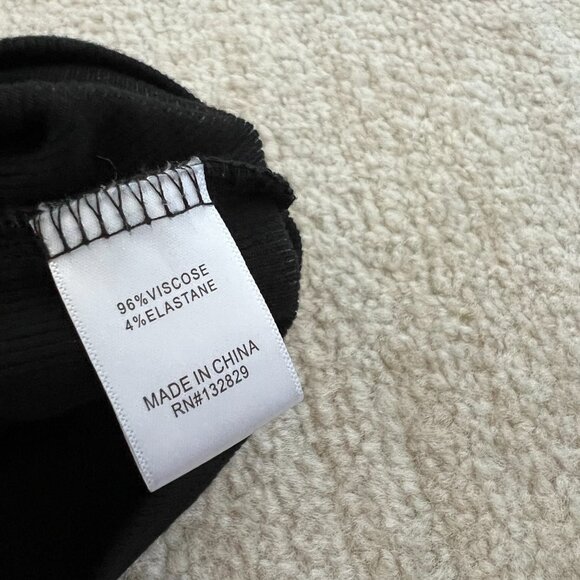 96%VISCOSE
4%ELASTANE
MADE IN CHINA
RN#132829